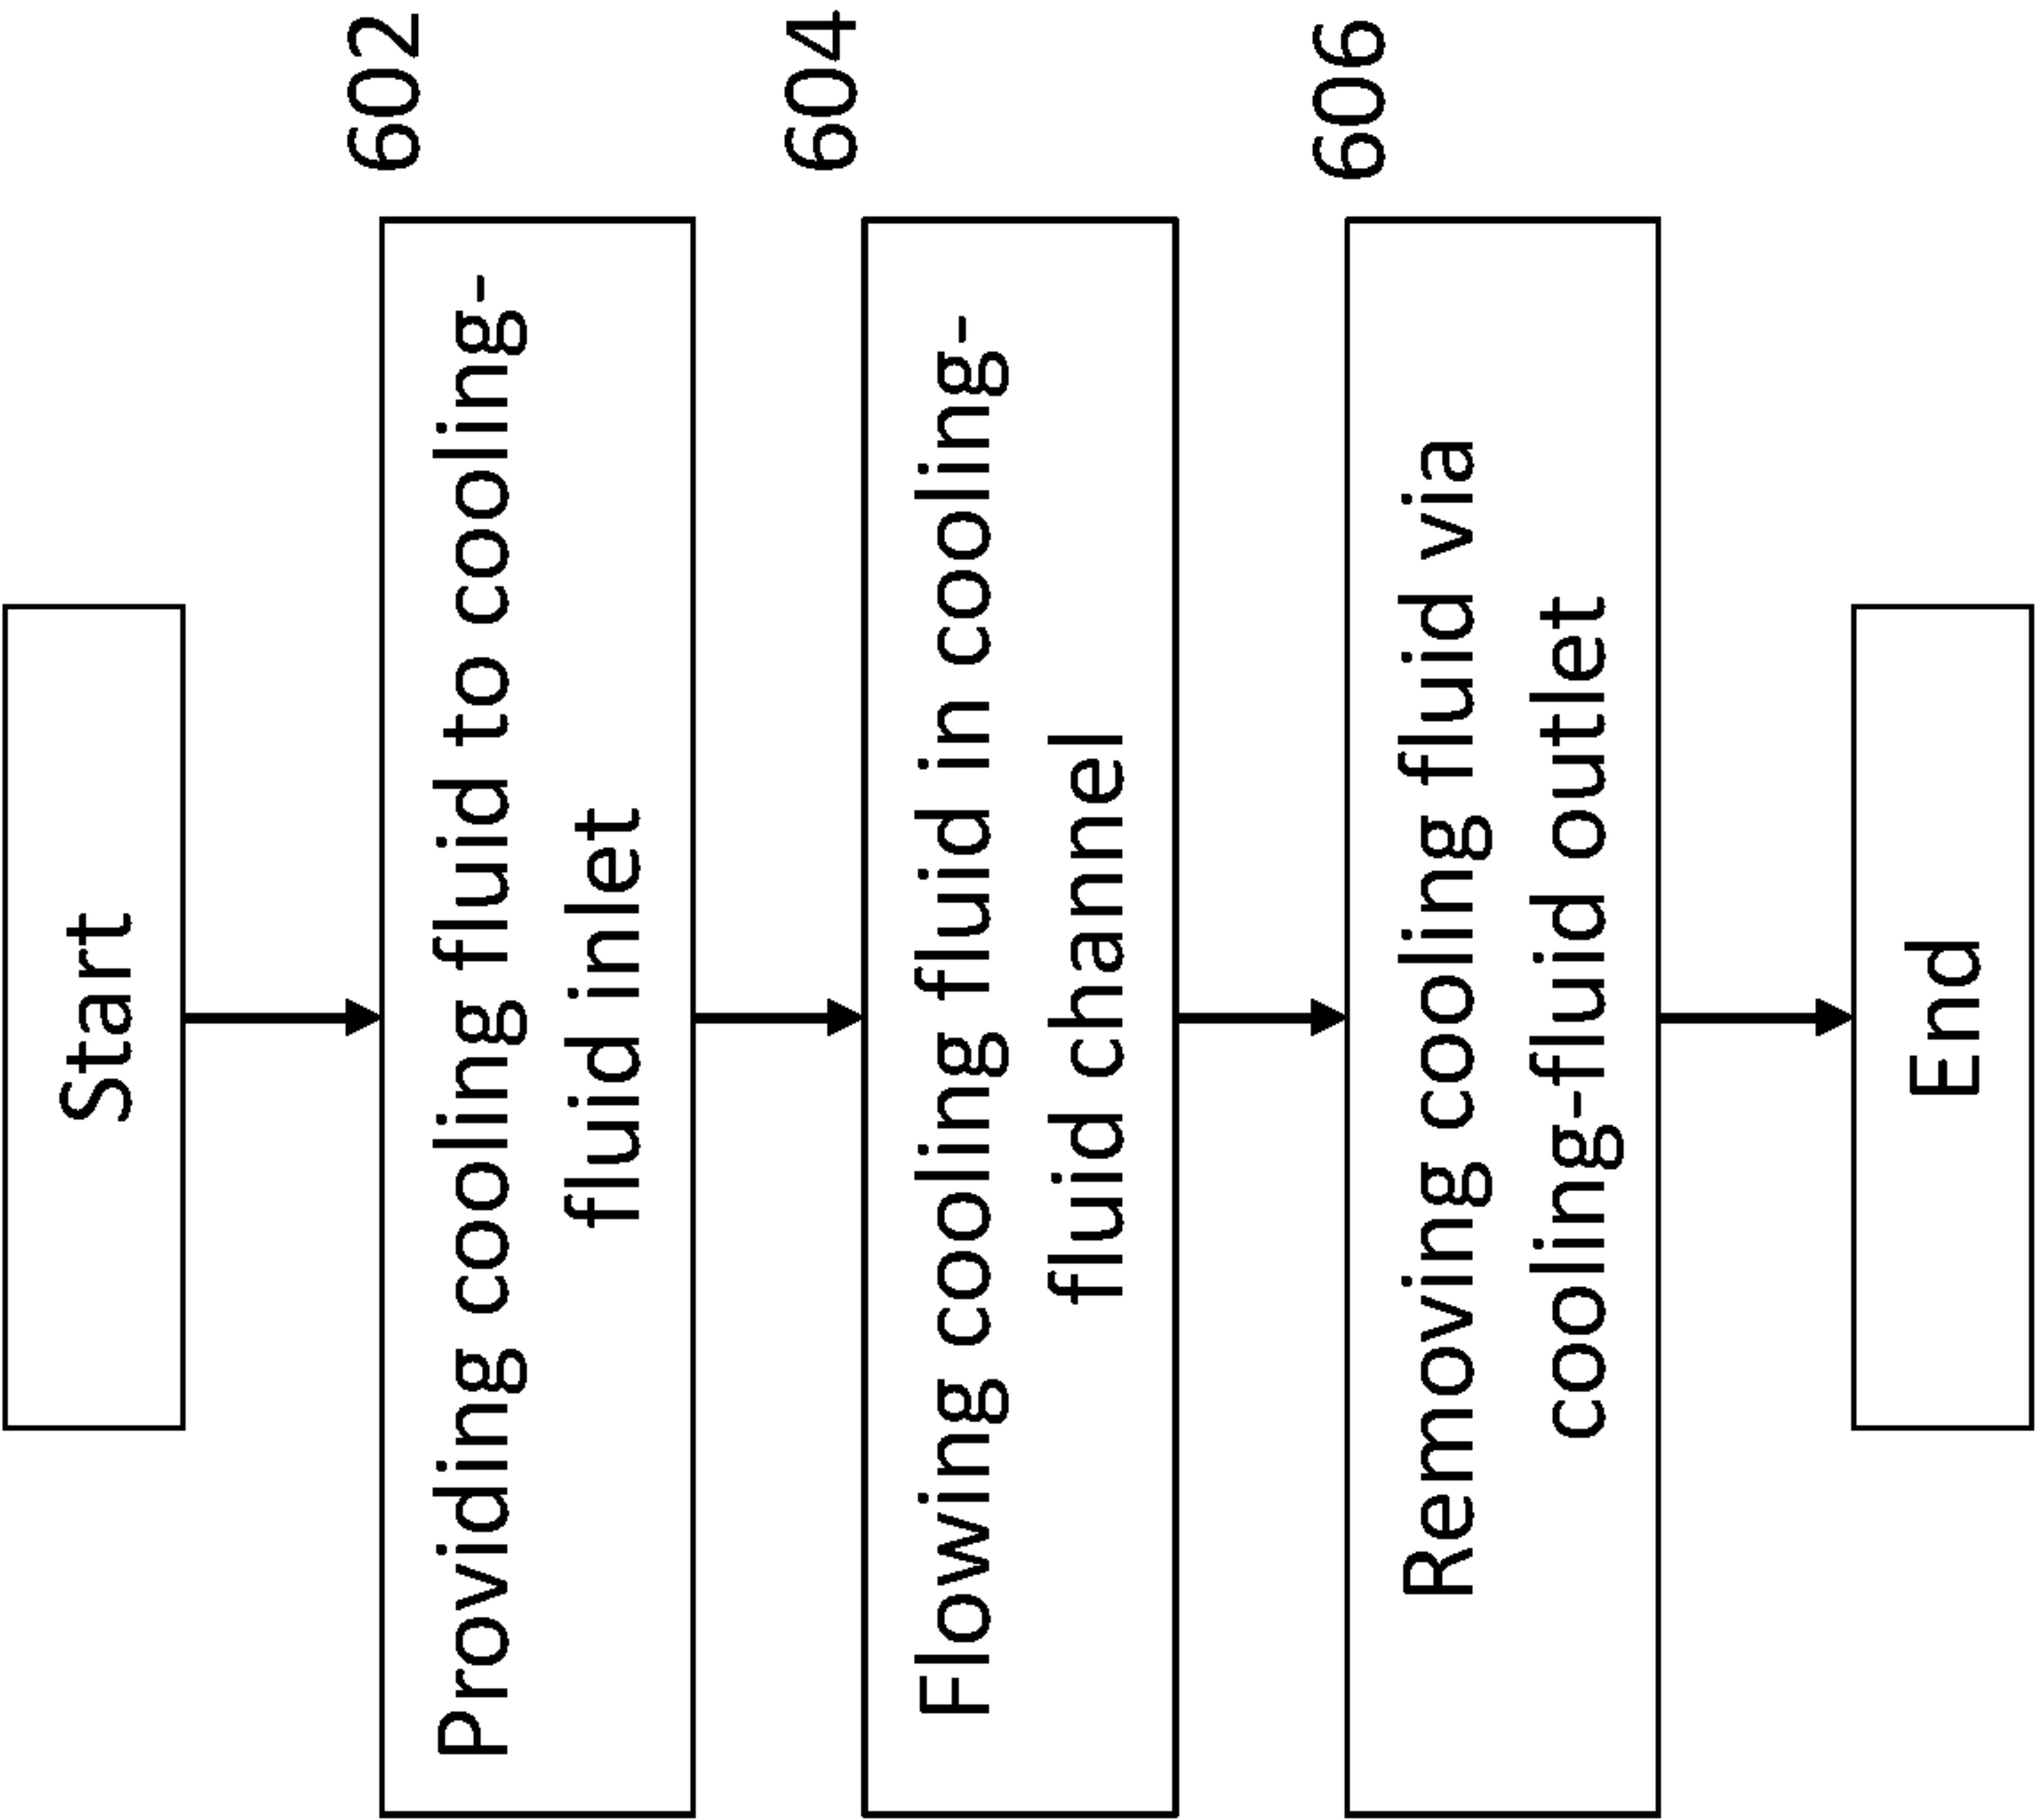 Start
602
Providing cooling fluid to cooling-
fluid inlet
604
Flowing cooling fluid in cooling-
fluid channel
606
Removing cooling fluid via
cooling-fluid outlet
End